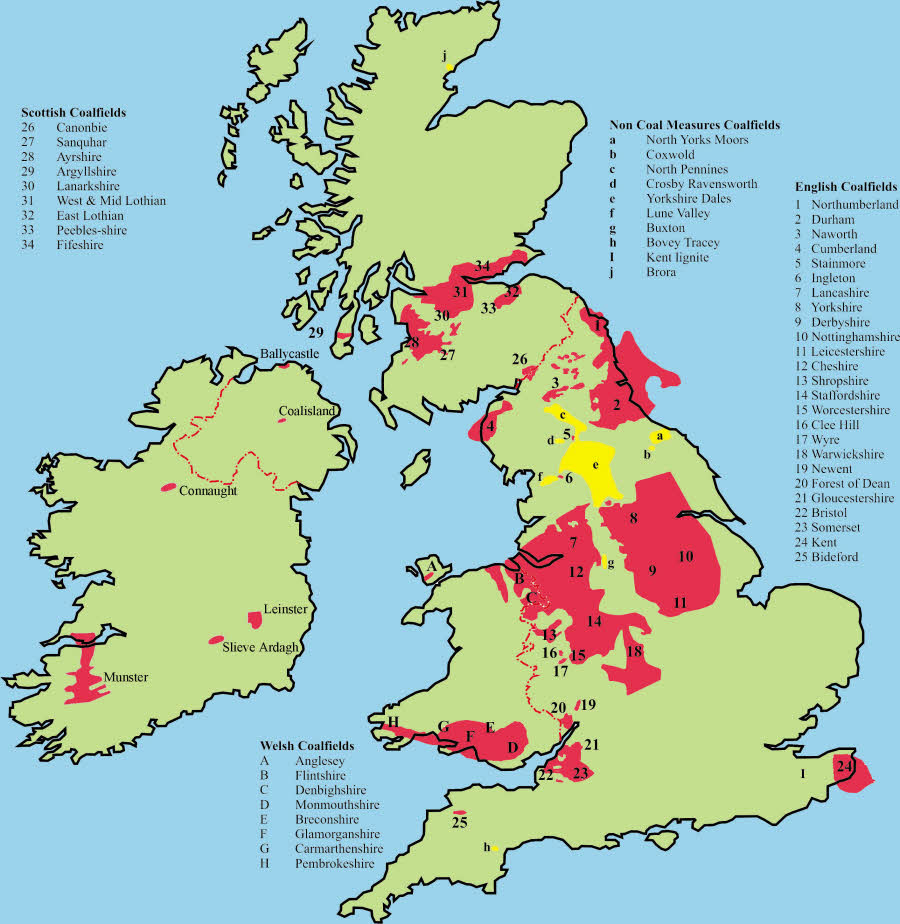 j
Scottish Coalfields
26 Canonbie
27 Sanquhar
28 Ayrshire
29 Argyllshire
30 Lanarkshire
31 West & Mid Lothian
32 East Lothian
33 Peebles-shire
34 Fifeshire
Non Coal Measures Coalfields
a North Yorks Moors
b Coxwold
c North Pennines
d Crosby Ravensworth
e Yorkshire Dales
f Lune Valley
g Buxton
h Bovey Tracey
I Kent lignite
j Brora
English Coalfields
1 Northumberland
2 Durham
3 Naworth
4 Cumberland
5 Stainmore
6 Ingleton
7 Lancashire
8 Yorkshire
9 Derbyshire
10 Nottinghamshire
11 Leicestershire
12 Cheshire
13 Shropshire
14 Staffordshire
15 Worcestershire
16 Clee Hill
17 Wyre
18 Warwickshire
19 Newent
20 Forest of Dean
21 Gloucestershire
22 Bristol
23 Somerset
24 Kent
25 Bideford
34
31
32
33
30
29
28
27
1
26
3
2
4
c
5
d
a
b
e
f
6
Ballycastle
Coalisland
Connaught
Leinster
Slieve Ardagh
Munster
8
7
10
g
12
9
11
A
B
C
14
13
16
15
17
18
19
20
H
G
E
F
D
21
22
23
24
I
25
h
Welsh Coalfields
A Anglesey
B Flintshire
C Denbighshire
D Monmouthshire
E Breconshire
F Glamorganshire
G Carmarthenshire
H Pembrokeshire